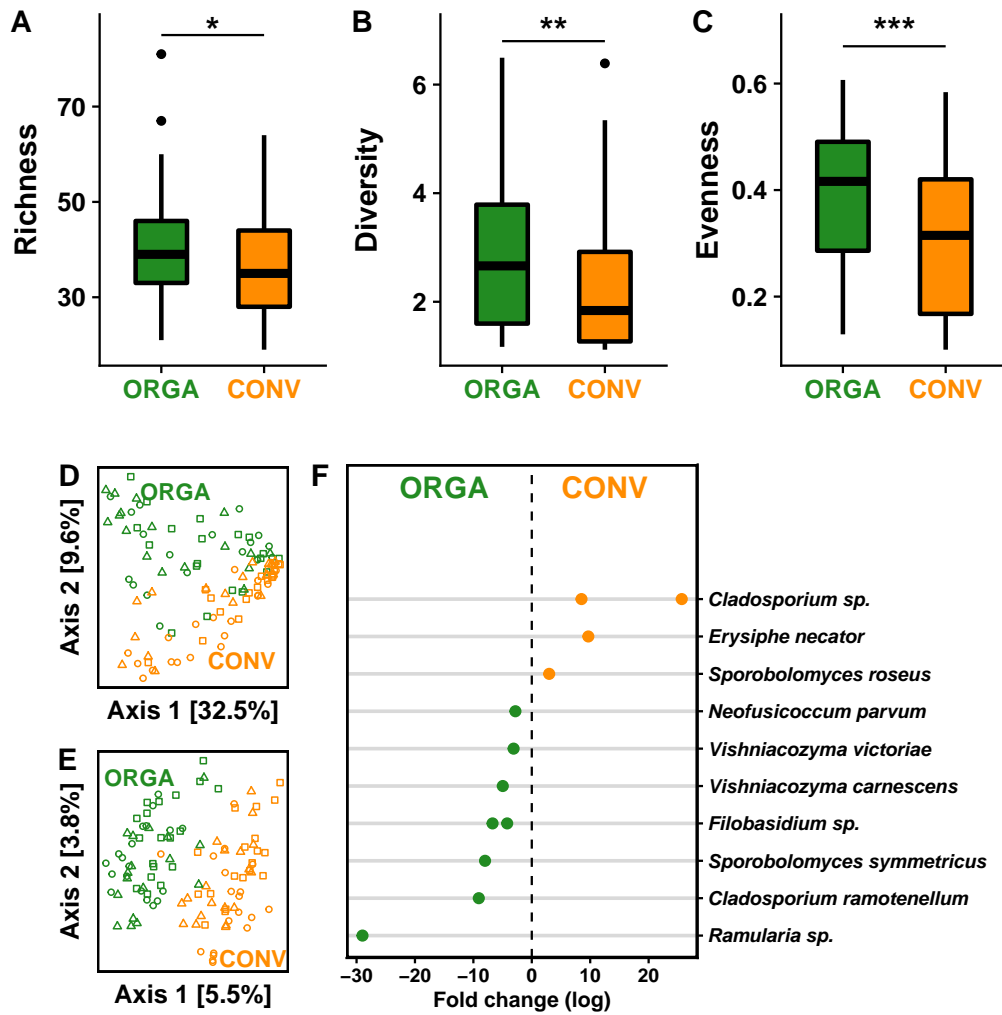 A
*
Richness
70
50
30
ORGA CONV
B
**
Diversity
6
4
2
ORGA CONV
C
***
Evenness
0.6
0.4
0.2
ORGA CONV
D
ORGA
CONV
Axis 2 [9.6%]
Axis 1 [32.5%]
E
ORGA
CONV
Axis 2 [3.8%]
Axis 1 [5.5%]
F
ORGA CONV
Cladosporium sp.
Erysiphe necator
Sporobolomyces roseus
Neofusicoccum parvum
Vishniacozyma victoriae
Vishniacozyma carnescens
Filobasidium sp.
Sporobolomyces symmetricus
Cladosporium ramotenellum
Ramularia sp.
−30 −20 −10 0 10 20
Fold change (log)